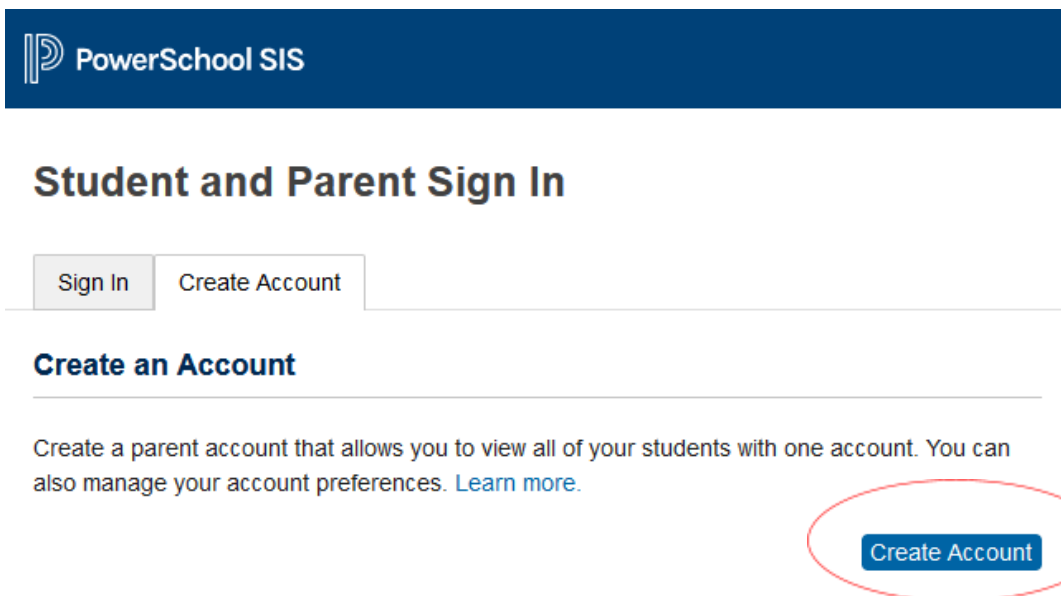 PowerSchool SIS
Student and Parent Sign In
Sign In
Create Account
Create an Account
Create a parent account that allows you to view all of your students with one account. You can
also manage your account preferences. Learn more.
Create Account